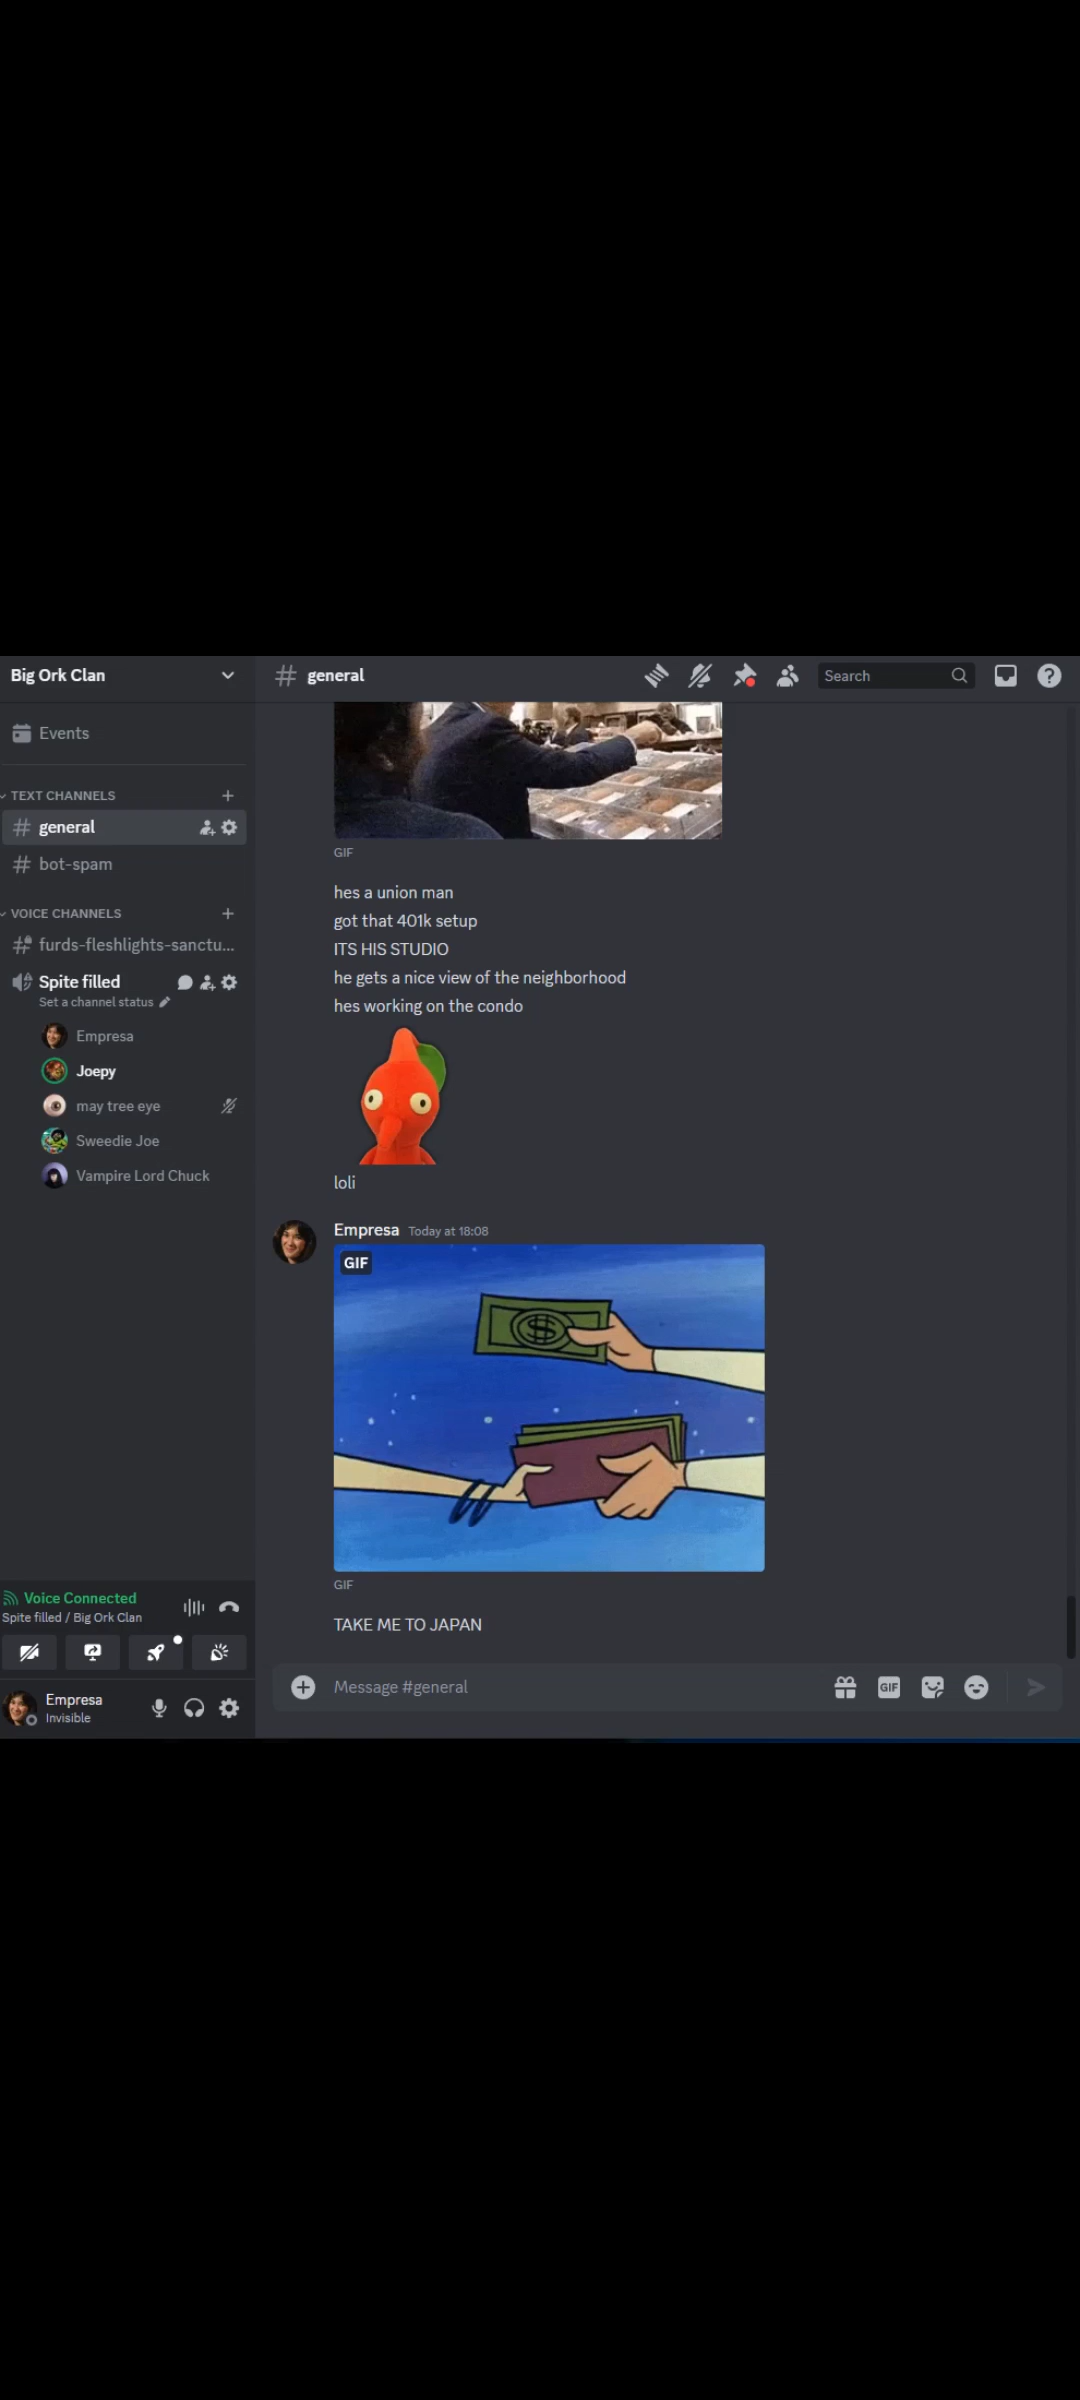 Big Ork Clan
Events
TEXT CHANNELS
general
bot-spam
VOICE CHANNELS
furds-fleshlights-sanctu...
Spite filled
Set a channel status
Empresa
Joepy
may tree eye
Sweedie Joe
Vampire Lord Chuck
Voice Connected
Spite filled / Big Ork Clan
Empresa
Invisible
general
Search
GIF
hes a union man
got that 401k setup
ITS HIS STUDIO
he gets a nice view of the neighborhood
hes working on the condo
loli
Empresa Today at 18:08
GIF
$
GIF
TAKE ME TO JAPAN
Message #general
GIF